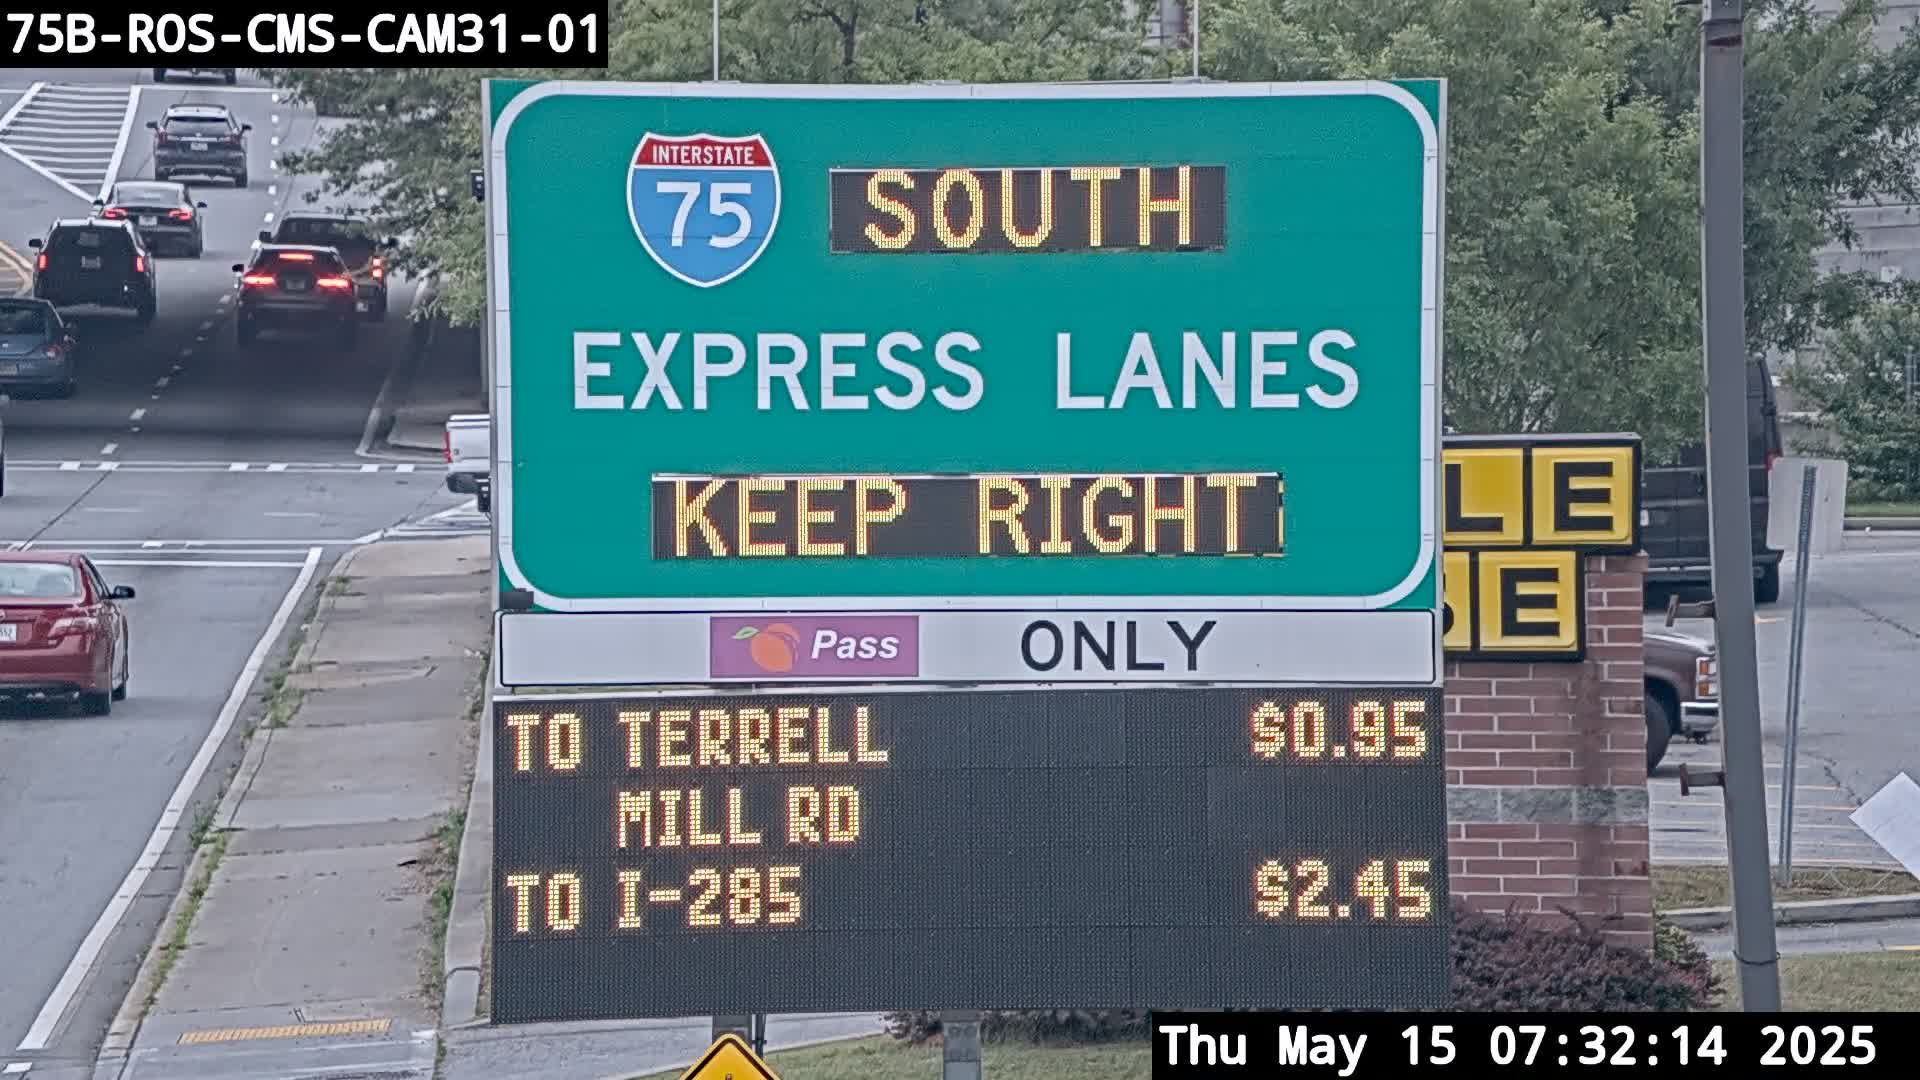 75B-ROS-CMS-CAM31-01
INTERSTATE
75
SOUTH
EXPRESS LANES
KEEP RIGHT
Pass ONLY
TO TERRELL $0.95
MILL RD
TO I-285 $2.45
LE
E
Thu May 15 07:32:14 2025